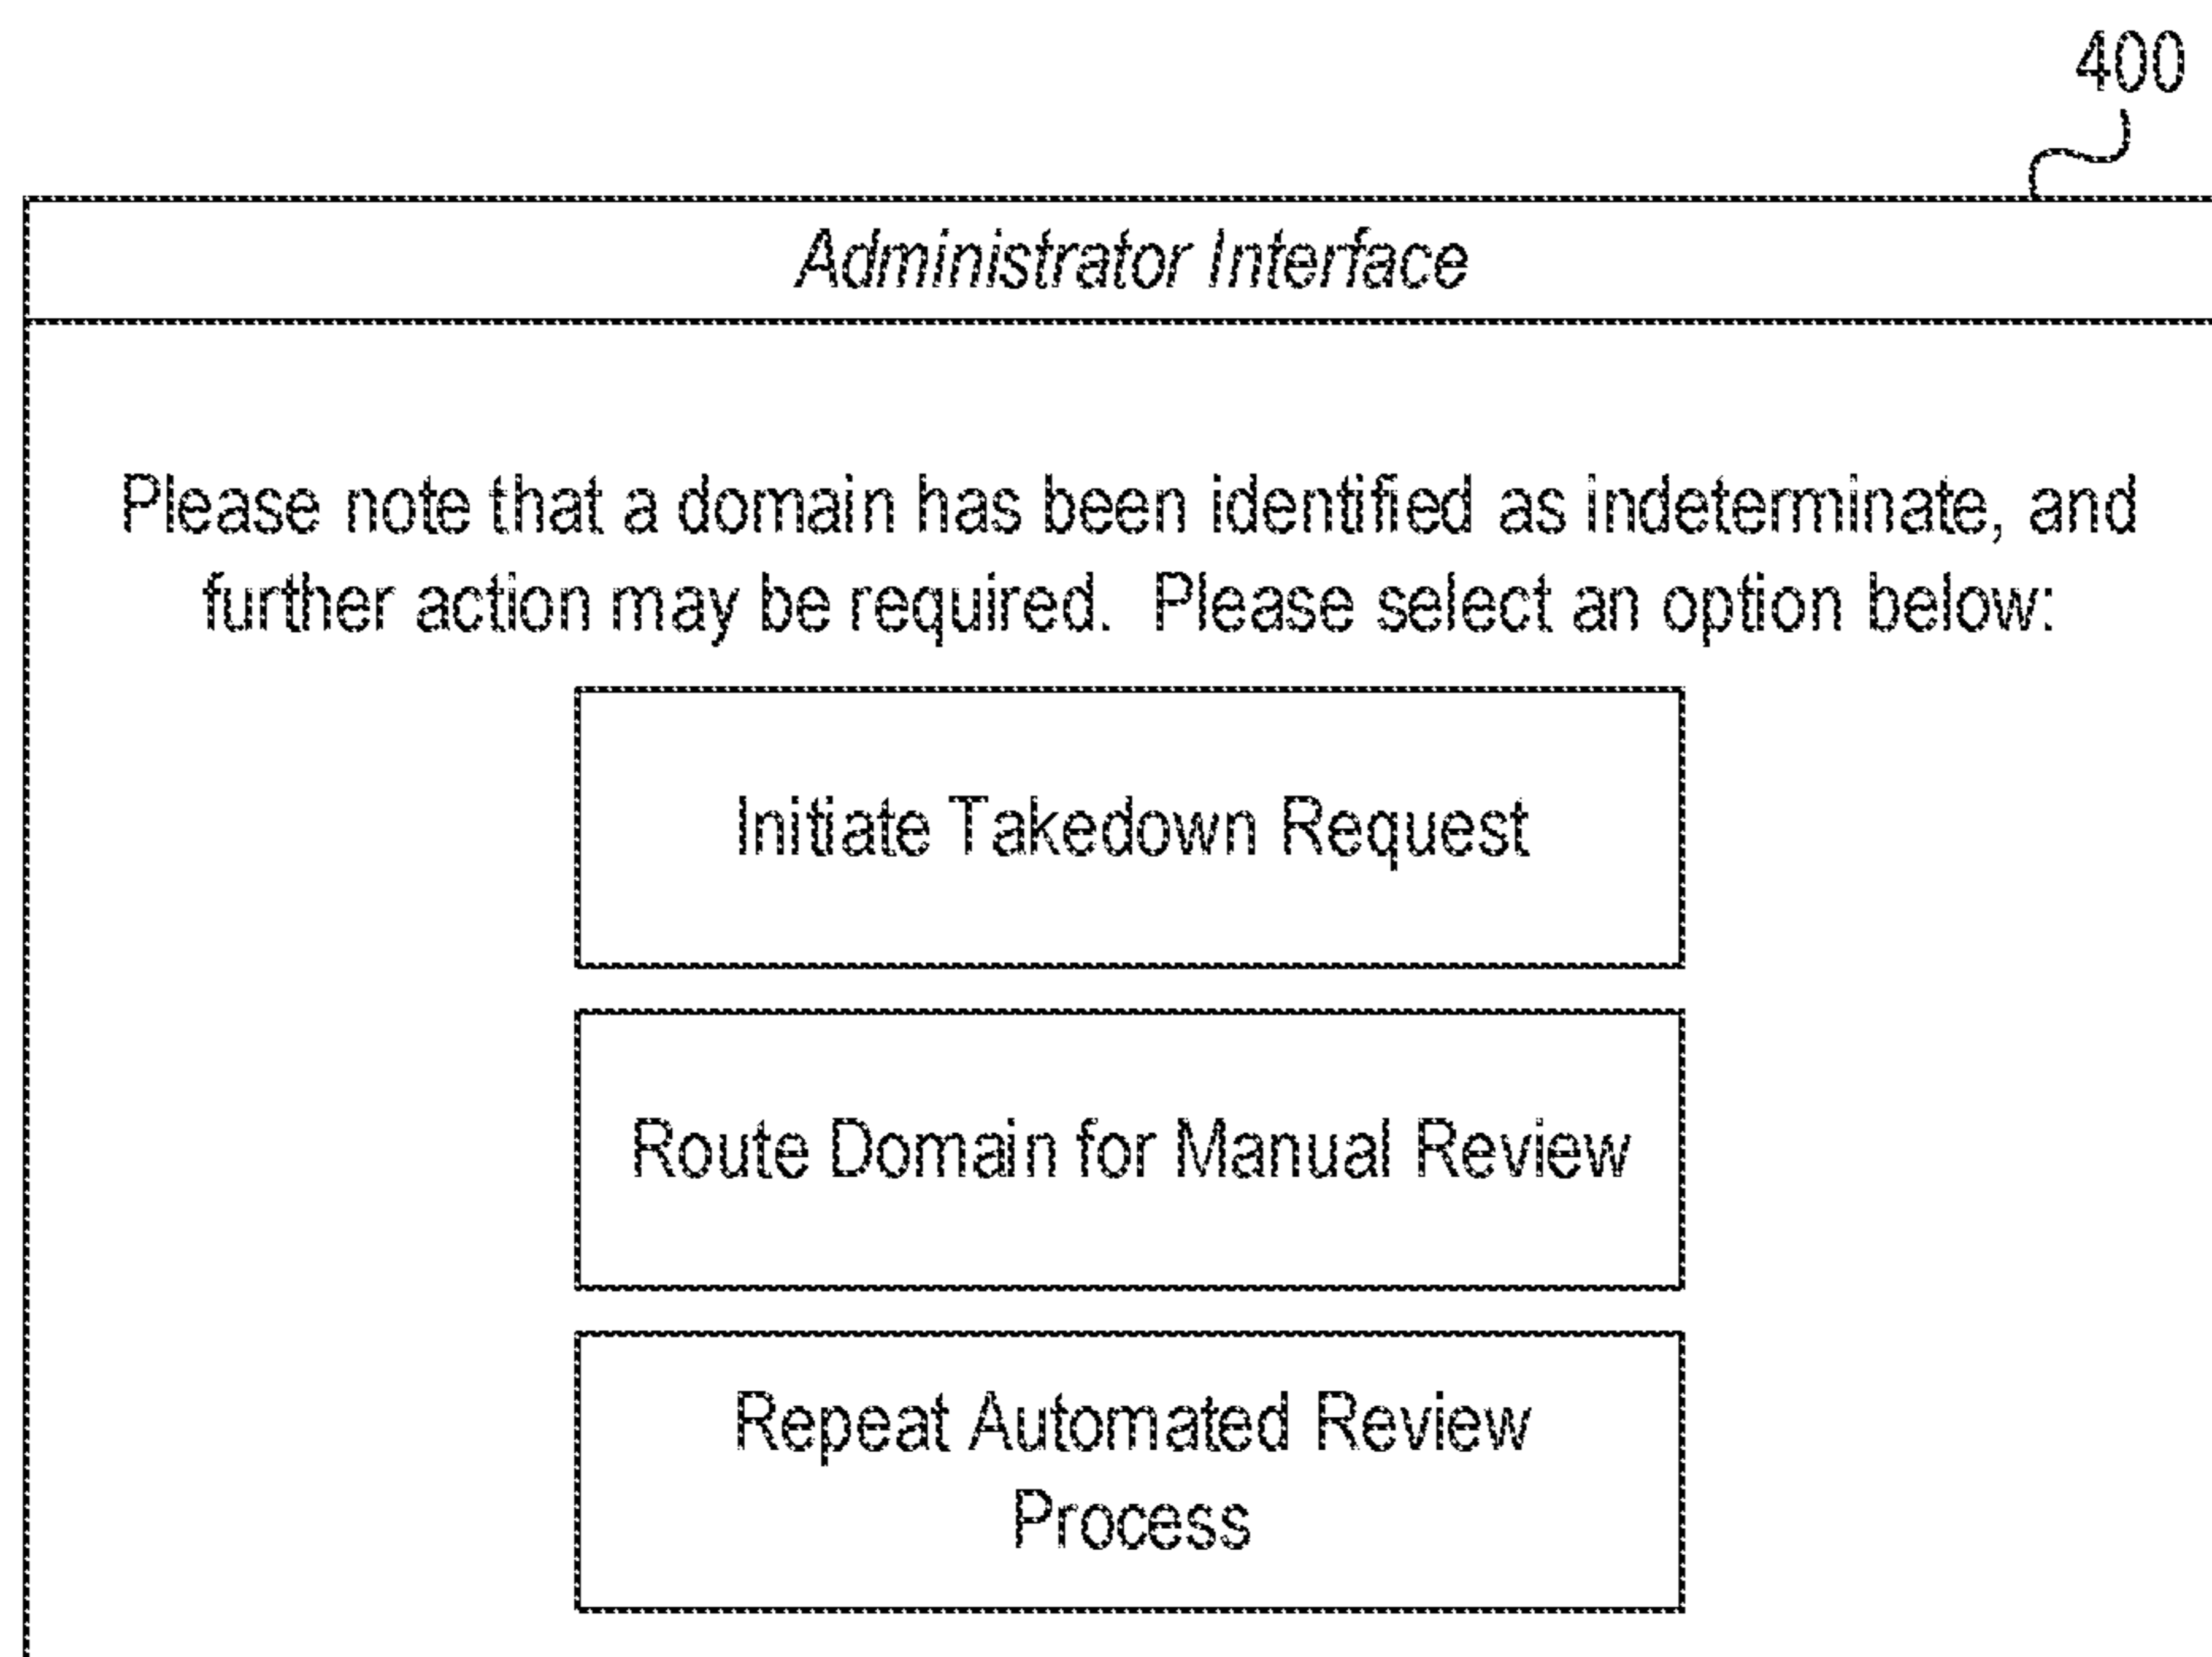 400
Administrator Interface
Please note that a domain has been identified as indeterminate, and
further action may be required.  Please select an option below:
Initiate Takedown Request
Route Domain for Manual Review
Repeat Automated Review
Process